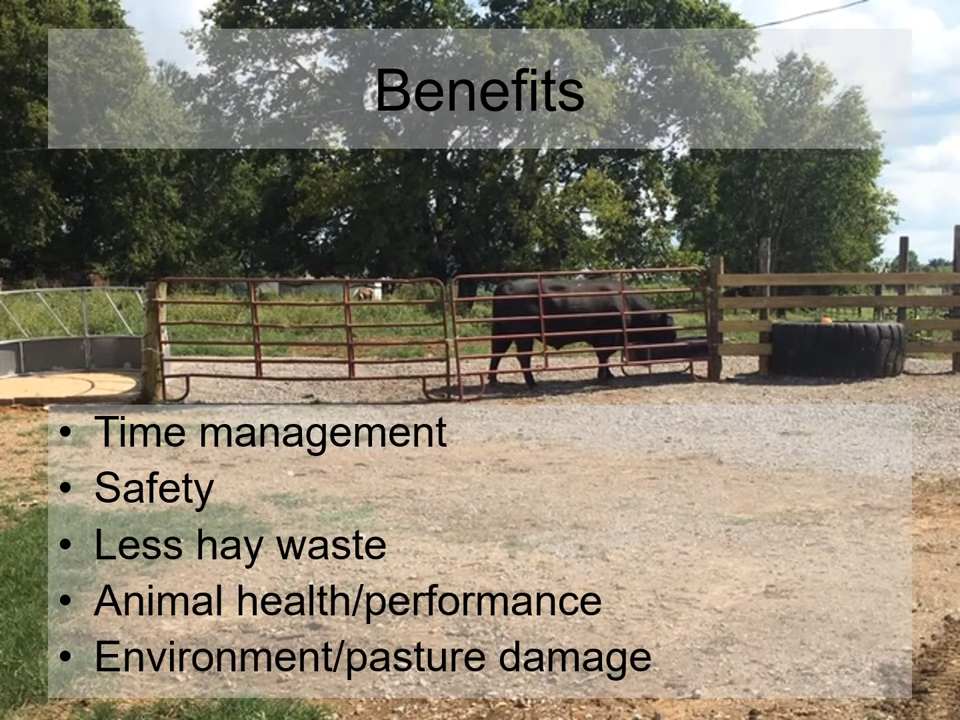 Benefits
• Time management
• Safety
• Less hay waste
• Animal health/performance
• Environment/pasture damage